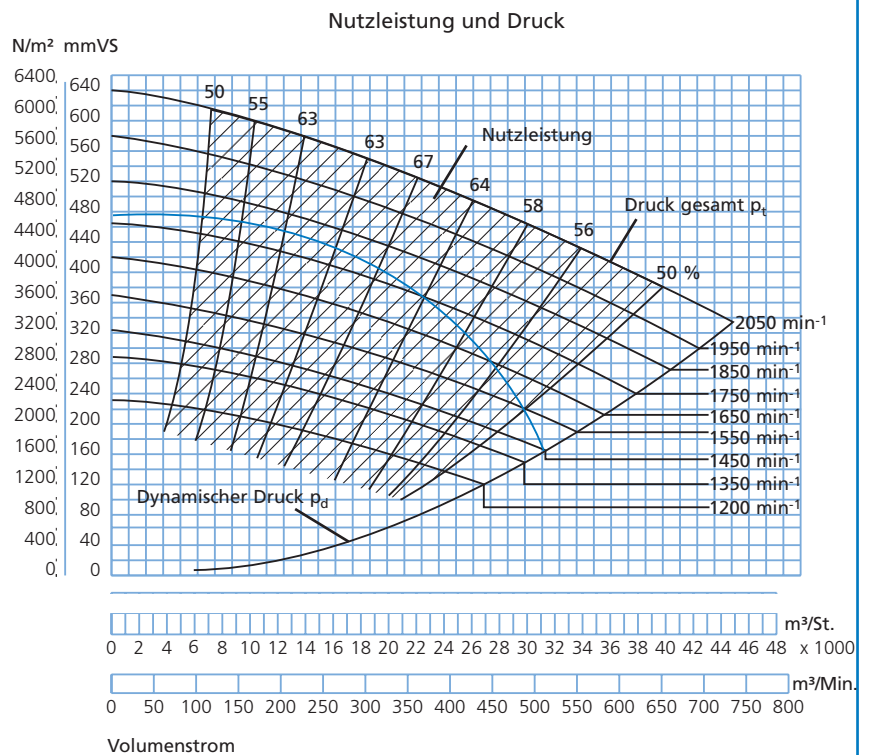 Nutzleistung und Druck
N/m² mmVS
6400, 640
6000, 600
5600, 560
5200, 520
4800, 480
4400, 440
4000, 400
3600, 360
3200, 320
2800, 280
2400, 240
2000, 200
1600, 160
1200, 120
800, 80
400, 40
0, 0
50 55 63 63 67 64 58 56 50 %
Nutzleistung
Druck gesamt pt
2050 min-1
1950 min-1
1850 min-1
1750 min-1
1650 min-1
1550 min-1
1450 min-1
1350 min-1
1200 min-1
Dynamischer Druck pd
m³/St.
0 2 4 6 8 10 12 14 16 18 20 22 24 26 28 30 32 34 36 38 40 42 44 46 48 x 1000
m³/Min.
0 50 100 150 200 250 300 350 400 450 500 550 600 650 700 750 800
Volumenstrom